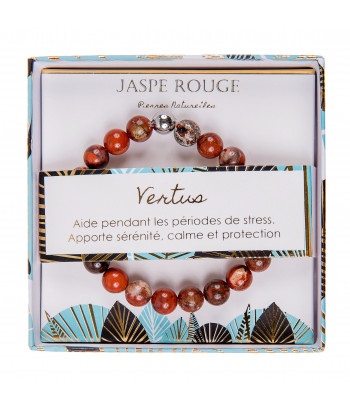 JASPE ROUGE
Pierres Naturelles
Vertus
Aide pendant les périodes de stress.
Apporte sérénité, calme et protection